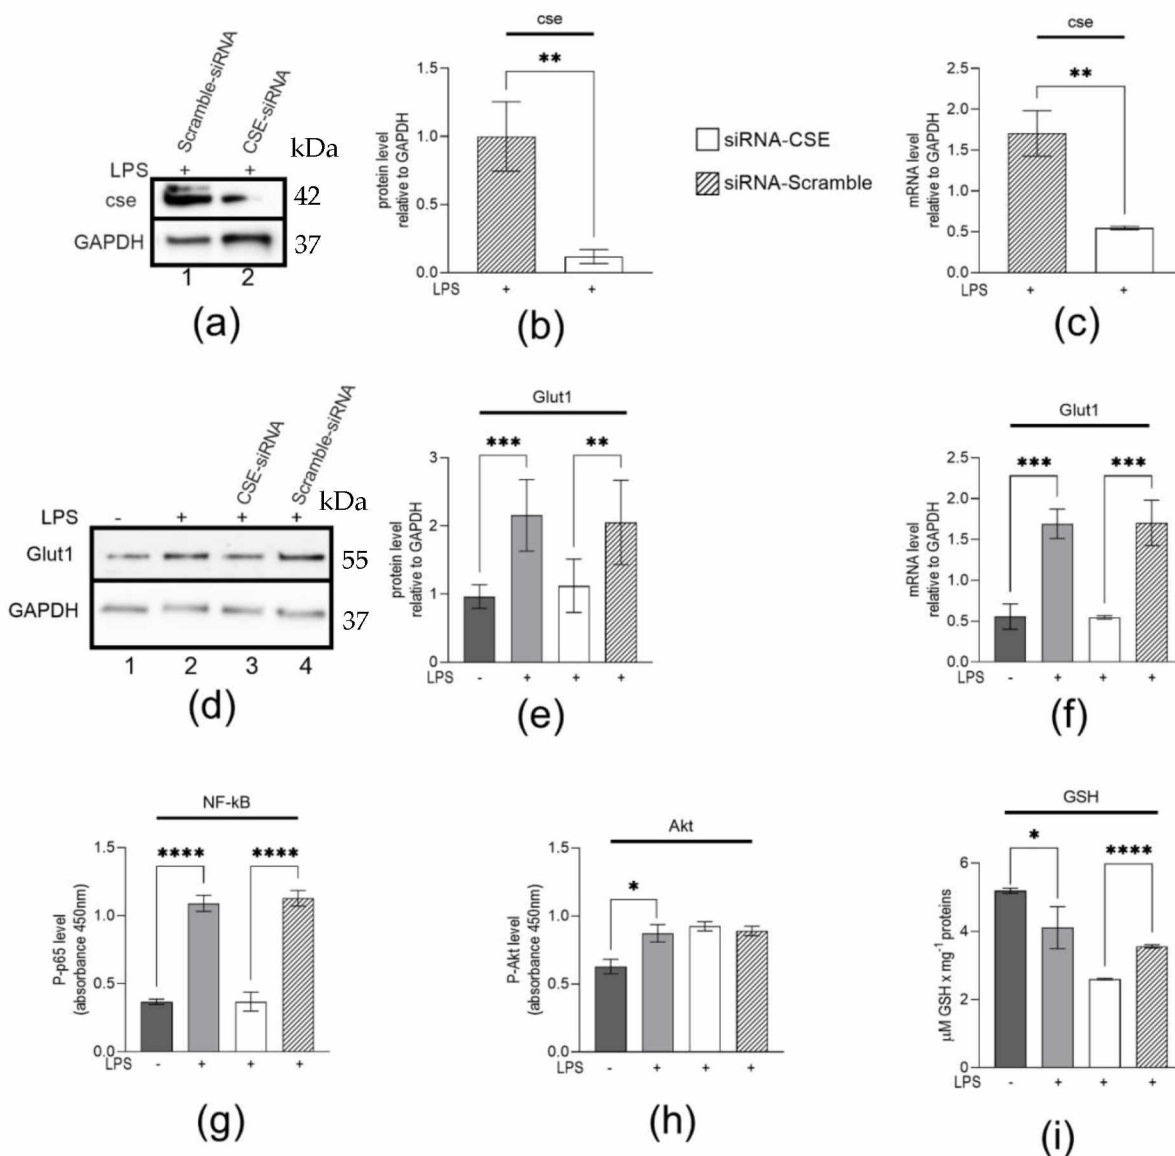 Scramble-siRNA
CSE-siRNA
kDa
LPS + +
cse 42
GAPDH 37
1 2
(a)
cse
**
protein level
relative to GAPDH
1.5
1.0
0.5
0.0
LPS + +
(b)
siRNA-CSE
siRNA-Scramble
cse
**
mRNA level
relative to GAPDH
2.5
2.0
1.5
1.0
0.5
0.0
LPS + +
(c)
CSE-siRNA
Scramble-siRNA
kDa
LPS - + + +
Glut1 55
GAPDH 37
1 2 3 4
(d)
Glut1
*** **
protein level
relative to GAPDH
3
2
1
0
LPS - + + +
(e)
Glut1
*** ***
mRNA level
relative to GAPDH
2.5
2.0
1.5
1.0
0.5
0.0
LPS - + + +
(f)
NF-kB
**** ****
P-p65 level
(absorbance 450nm)
1.5
1.0
0.5
0.0
LPS - + + +
(g)
Akt
*
P-Akt level
(absorbance 450nm)
1.5
1.0
0.5
0.0
LPS - + + +
(h)
GSH
* ****
µM GSH x mg⁻¹ proteins
6
4
2
0
LPS - + + +
(i)